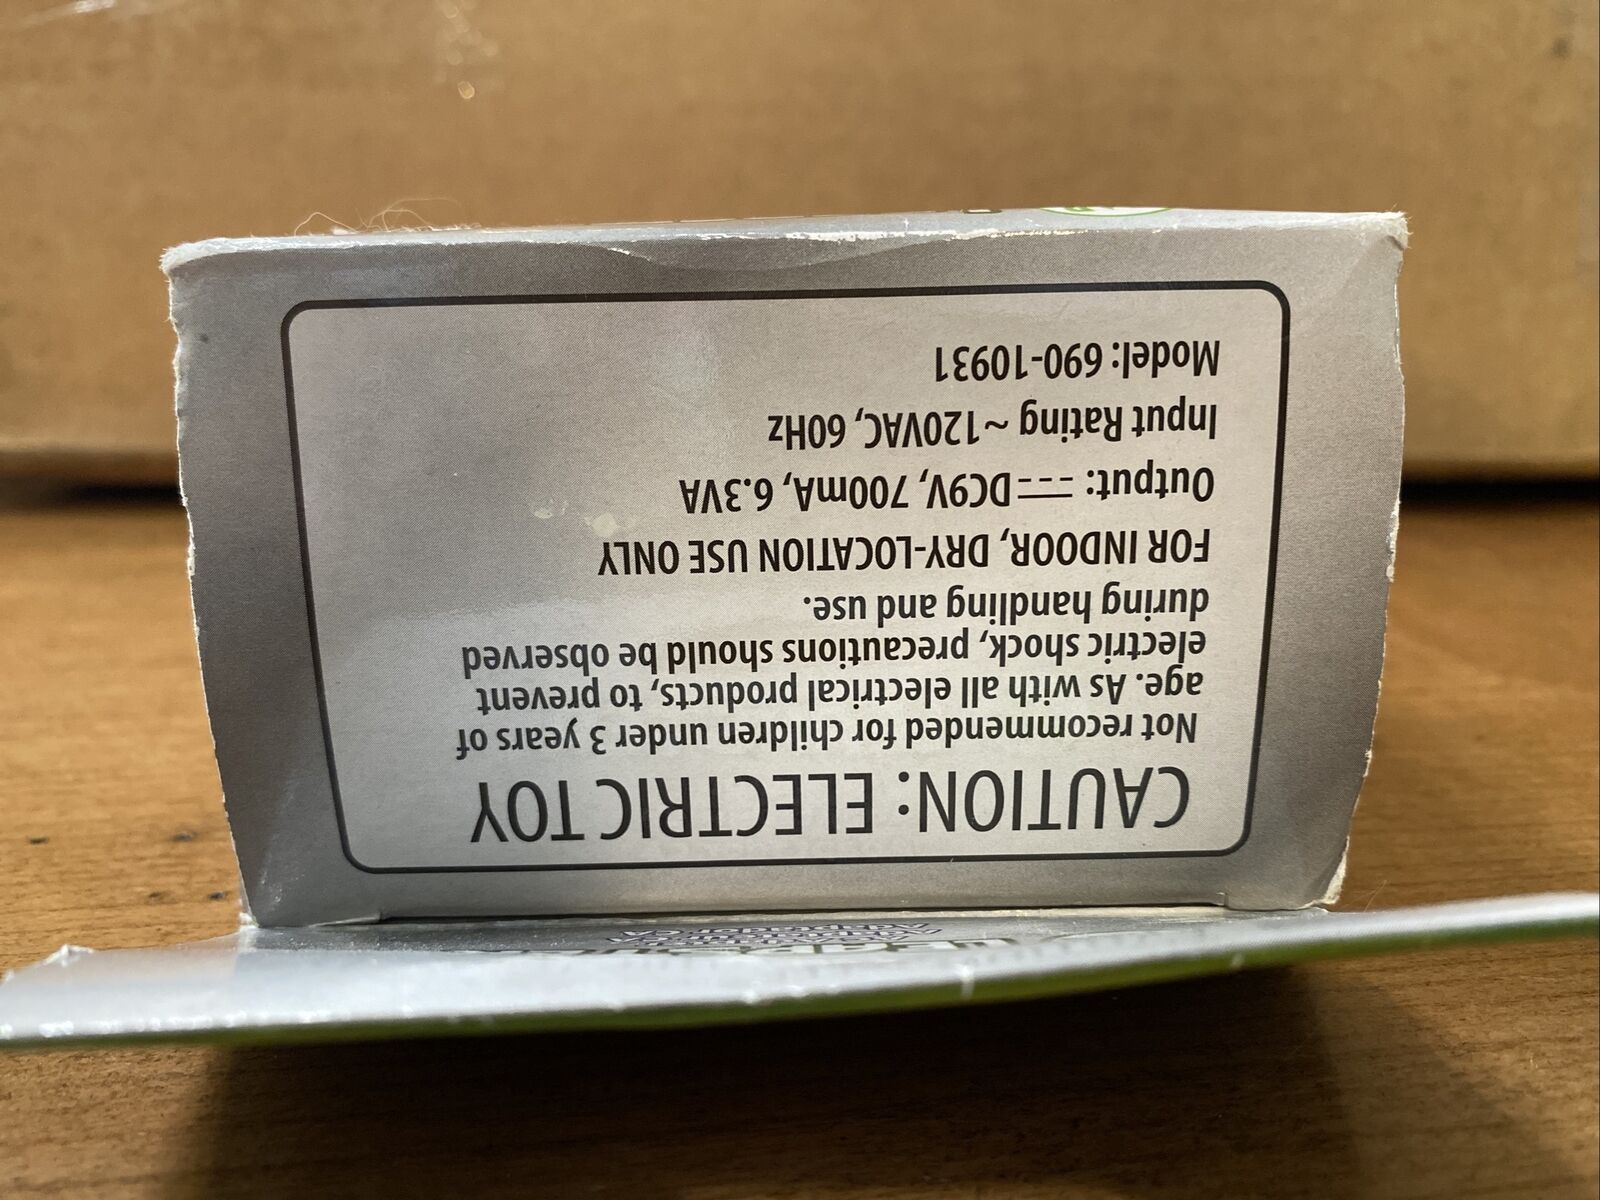 CAUTION: ELECTRIC TOY
Not recommended for children under 3 years of
age. As with all electrical products, to prevent
electric shock, precautions should be observed
during handling and use.
FOR INDOOR, DRY-LOCATION USE ONLY
Output: ⎓DC9V, 700mA, 6.3VA
Input Rating ~120VAC, 60Hz
Model: 690-10931